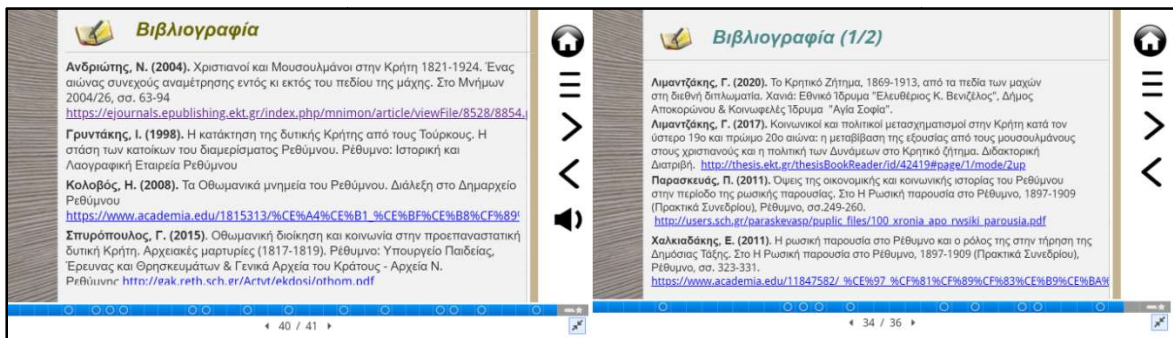 Βιβλιογραφία
Ανδριώτης, Ν. (2004). Χριστιανοί και Μουσουλμάνοι στην Κρήτη 1821-1924. Ένας
αιώνας συνεχούς αναμέτρησης εντός κι εκτός του πεδίου της μάχης. Στο Μνήμων
2004/26, σσ. 63-94
https://ejournals.epublishing.ekt.gr/index.php/mnimon/article/viewFile/8528/8854.p
Γρυντάκης, Ι. (1998). Η κατάκτηση της δυτικής Κρήτης από τους Τούρκους. Η
στάση των κατοίκων του διαμερίσματος Ρεθύμνου. Ρέθυμνο: Ιστορική και
Λαογραφική Εταιρεία Ρεθύμνου
Κολοβός, Η. (2008). Τα Οθωμανικά μνημεία του Ρεθύμνου. Διάλεξη στο Δημαρχείο
Ρεθύμνου
https://www.academia.edu/1815313/%CE%A4%CE%B1_%CE%BF%CE%B8%CF%89%
Σπυρόπουλος, Γ. (2015). Οθωμανική διοίκηση και κοινωνία στην προεπαναστατική
δυτική Κρήτη. Αρχειακές μαρτυρίες (1817-1819). Ρέθυμνο: Υπουργείο Παιδείας,
Έρευνας και Θρησκευμάτων & Γενικά Αρχεία του Κράτους - Αρχεία Ν.
Ρεθύμνης http://gak.reth.sch.gr/Actyt/ekdosi/othom.pdf
40 / 41
Βιβλιογραφία (1/2)
Λιμαντζάκης, Γ. (2020). Το Κρητικό Ζήτημα, 1869-1913, από τα πεδία των μαχών
στη διεθνή διπλωματία. Χανιά: Εθνικό Ίδρυμα "Ελευθέριος Κ. Βενιζέλος", Δήμος
Αποκορώνου & Κοινωφελές Ίδρυμα "Αγία Σοφία".
Λιμαντζάκης, Γ. (2017). Κοινωνικοί και πολιτικοί μετασχηματισμοί στην Κρήτη κατά τον
ύστερο 19ο και πρώιμο 20ο αιώνα: η μεταβίβαση της εξουσίας από τους μουσουλμάνους
στους χριστιανούς και η πολιτική των Δυνάμεων στο Κρητικό ζήτημα. Διδακτορική
Διατριβή. http://thesis.ekt.gr/thesisBookReader/id/42419#page/1/mode/2up
Παρασκευάς, Π. (2011). Όψεις της οικονομικής και κοινωνικής ιστορίας του Ρεθύμνου
στην περίοδο της ρωσικής παρουσίας. Στο Η Ρωσική παρουσία στο Ρέθυμνο, 1897-1909
(Πρακτικά Συνεδρίου), Ρέθυμνο, σσ.249-260.
http://users.sch.gr/paraskevasp/puplic_files/100_xronia_apo_rwsiki_parousia.pdf
Χαλκιαδάκης, Ε. (2011). Η ρωσική παρουσία στο Ρέθυμνο και ο ρόλος της στην τήρηση της
Δημόσιας Τάξης. Στο Η Ρωσική παρουσία στο Ρέθυμνο, 1897-1909 (Πρακτικά Συνεδρίου),
Ρέθυμνο, σσ. 323-331.
https://www.academia.edu/11847582/_%CE%97_%CF%81%CF%89%CF%83%CE%B9%CE%BA%
34 / 36